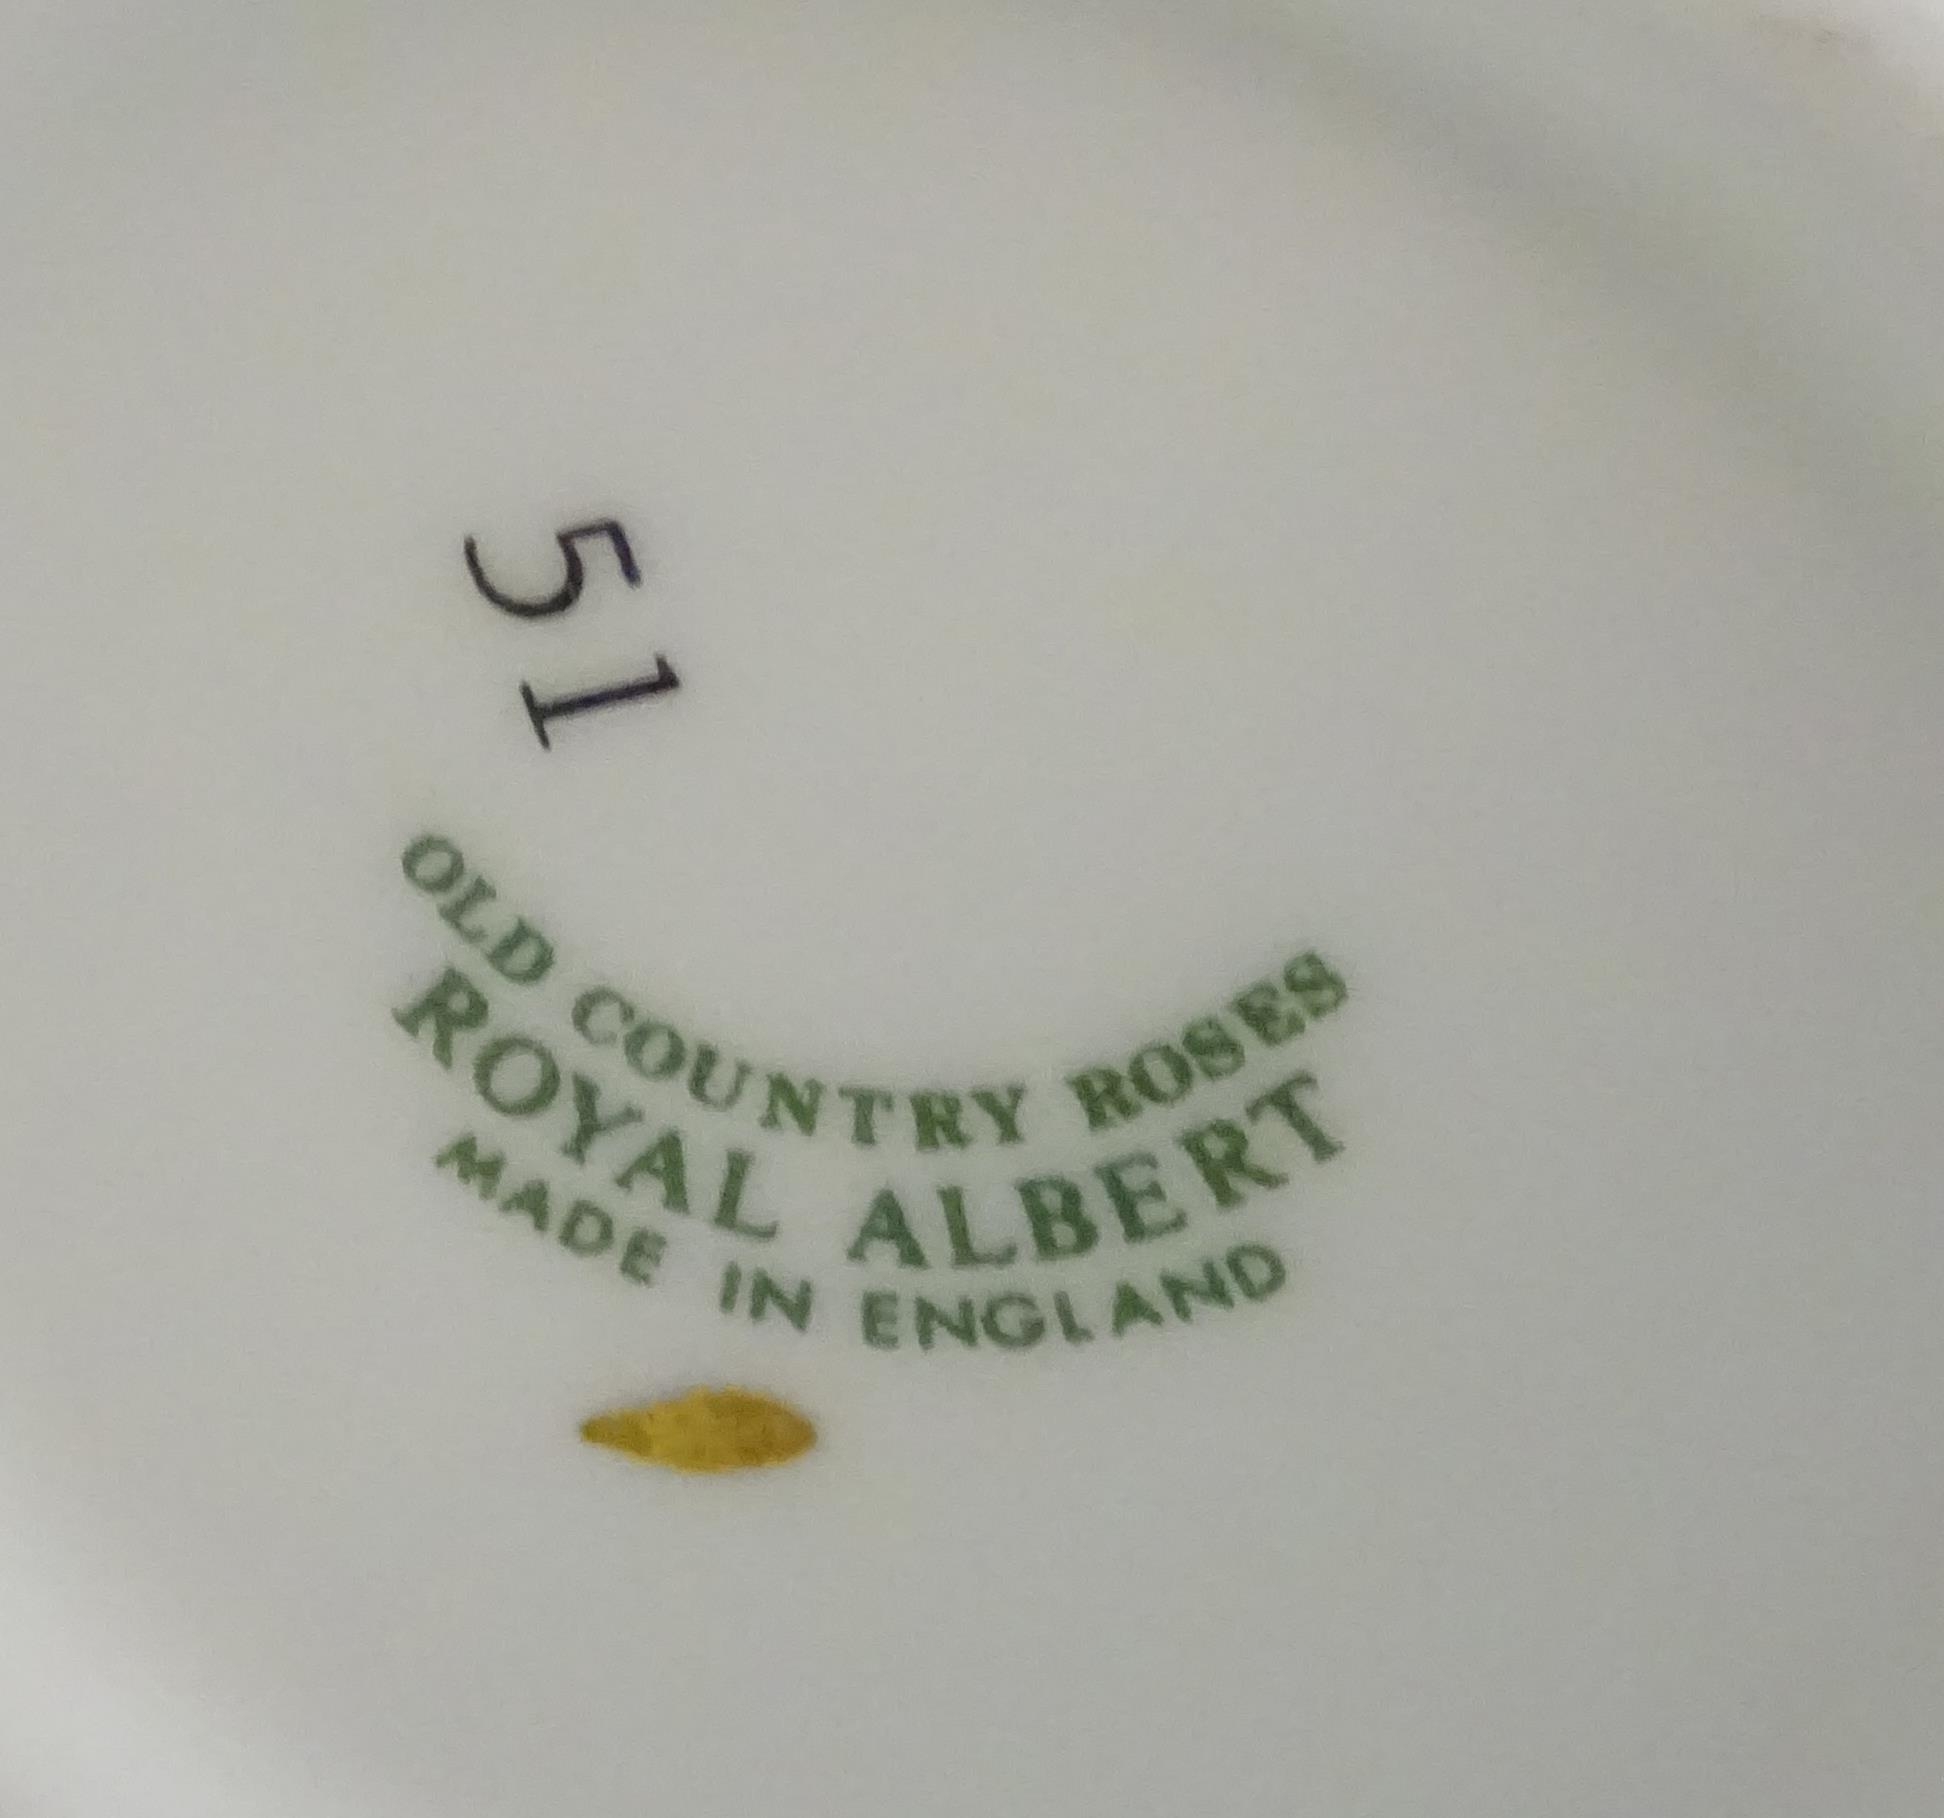 51
OLD COUNTRY ROSES
ROYAL ALBERT
MADE IN ENGLAND